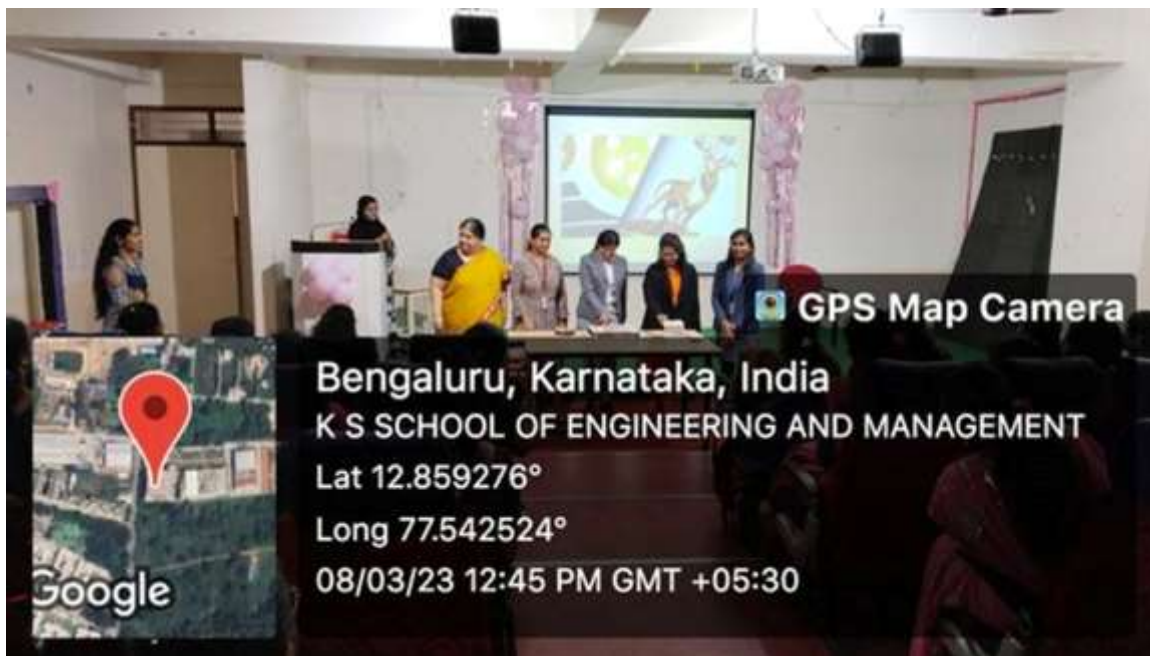 GPS Map Camera
Bengaluru, Karnataka, India
K S SCHOOL OF ENGINEERING AND MANAGEMENT
Lat 12.859276°
Long 77.542524°
08/03/23 12:45 PM GMT +05:30
Google